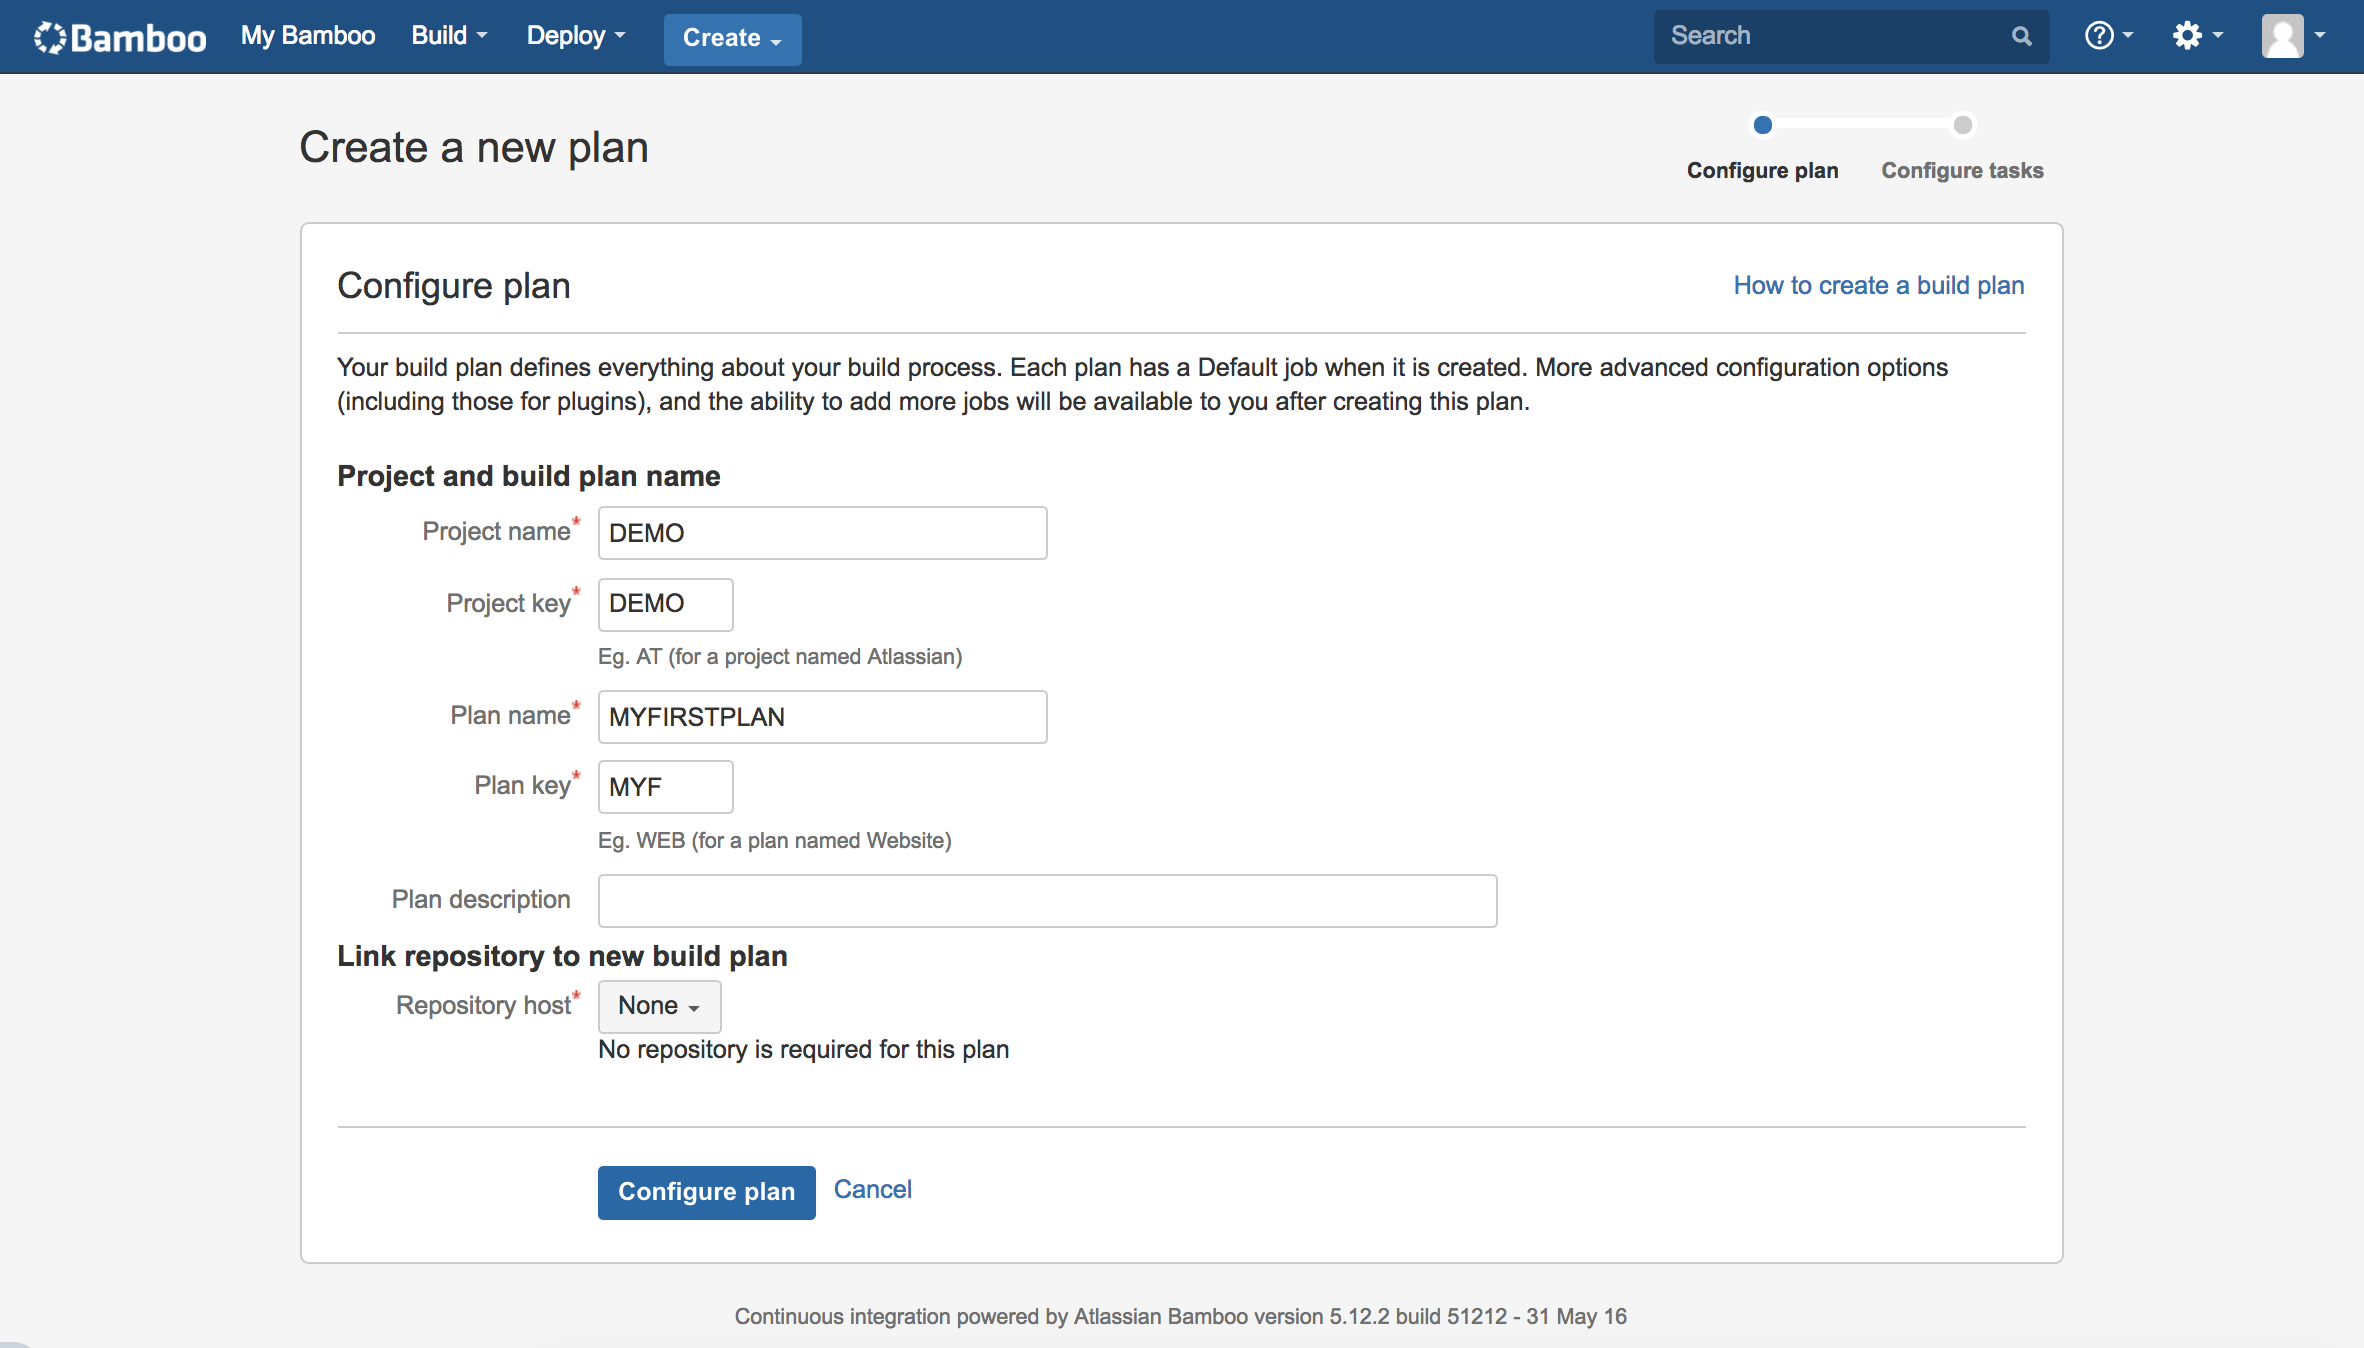 Bamboo My Bamboo Build Deploy Create Search
Create a new plan
Configure plan Configure tasks
Configure plan How to create a build plan
Your build plan defines everything about your build process. Each plan has a Default job when it is created. More advanced configuration options
(including those for plugins), and the ability to add more jobs will be available to you after creating this plan.
Project and build plan name
Project name* DEMO
Project key* DEMO
Eg. AT (for a project named Atlassian)
Plan name* MYFIRSTPLAN
Plan key* MYF
Eg. WEB (for a plan named Website)
Plan description
Link repository to new build plan
Repository host* None
No repository is required for this plan
Configure plan Cancel
Continuous integration powered by Atlassian Bamboo version 5.12.2 build 51212 - 31 May 16